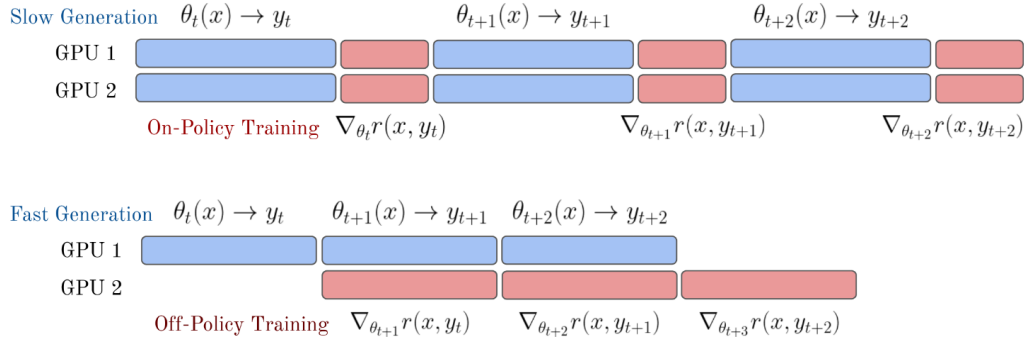 Slow Generation θ_t(x) → y_t θ_{t+1}(x) → y_{t+1} θ_{t+2}(x) → y_{t+2}
GPU 1
GPU 2
On-Policy Training ∇_{θ_t} r(x, y_t) ∇_{θ_{t+1}} r(x, y_{t+1}) ∇_{θ_{t+2}} r(x, y_{t+2})
Fast Generation θ_t(x) → y_t θ_{t+1}(x) → y_{t+1} θ_{t+2}(x) → y_{t+2}
GPU 1
GPU 2
Off-Policy Training ∇_{θ_{t+1}} r(x, y_t) ∇_{θ_{t+2}} r(x, y_{t+1}) ∇_{θ_{t+3}} r(x, y_{t+2})